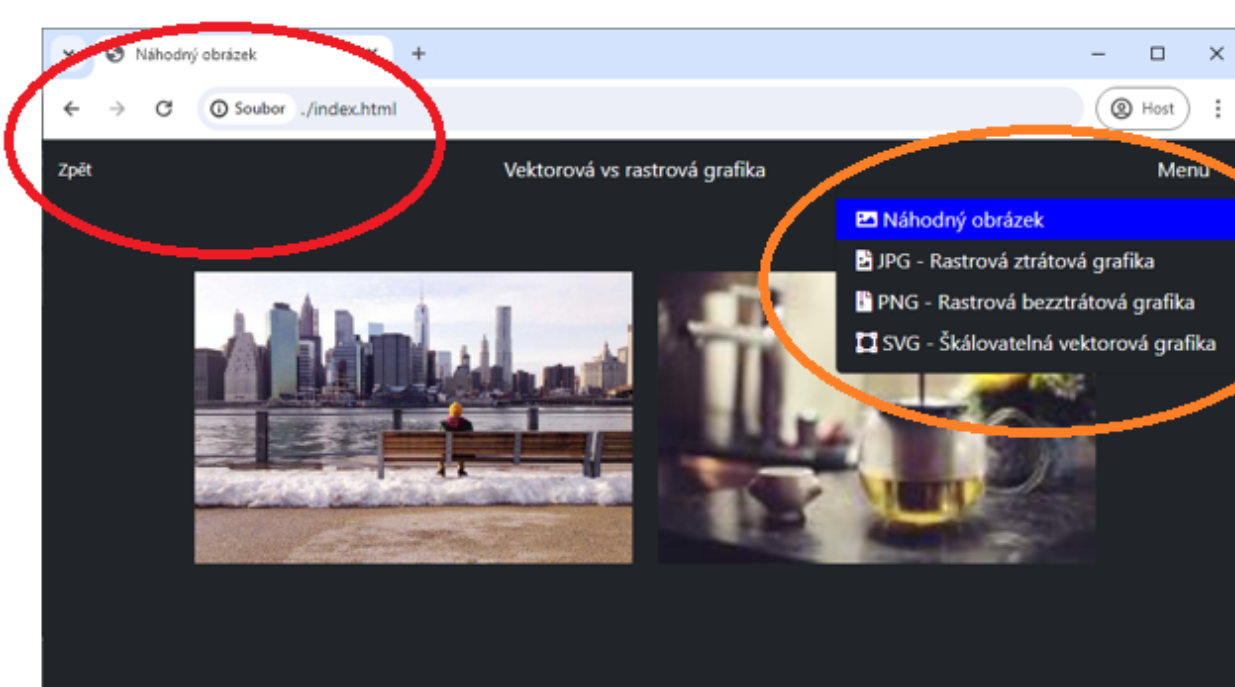 Náhodný obrázek
Soubor ./index.html
Host
Zpět
Vektorová vs rastrová grafika
Menu
Náhodný obrázek
JPG - Rastrová ztrátová grafika
PNG - Rastrová bezztrátová grafika
SVG - Škálovatelná vektorová grafika